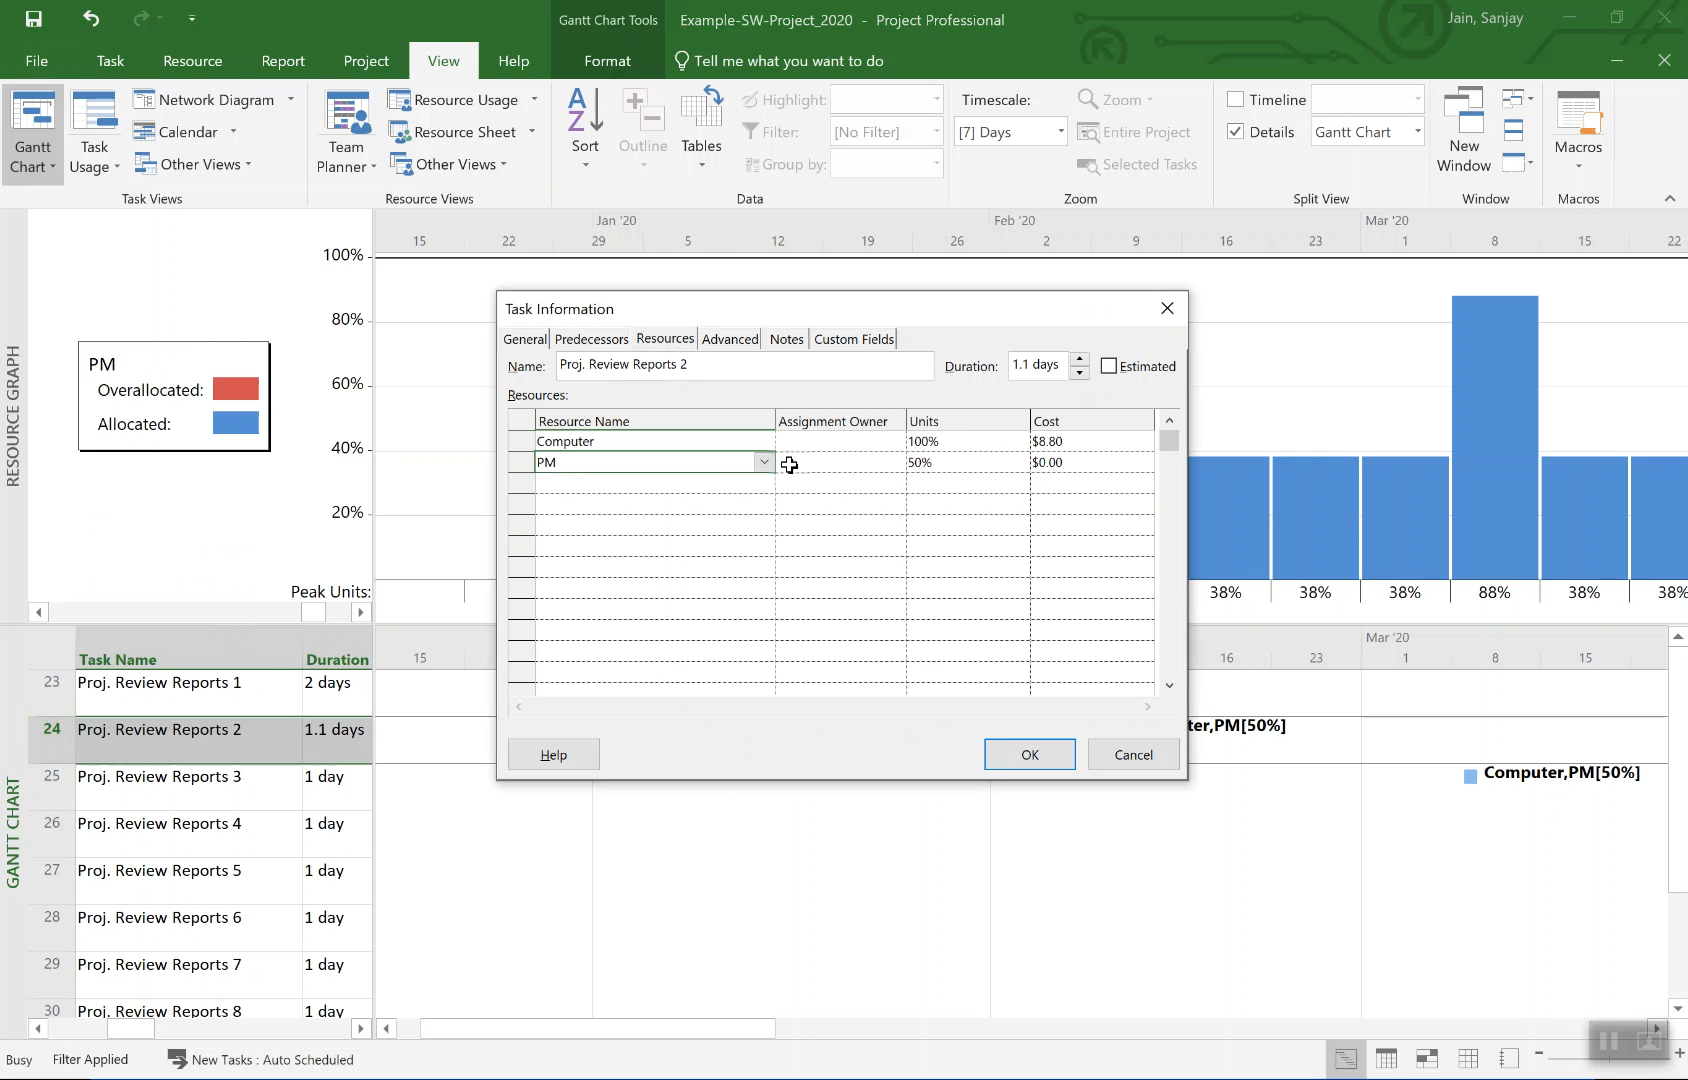 Gantt Chart Tools
Example-SW-Project_2020 - Project Professional
Jain, Sanjay
File Task Resource Report Project View Help Format Tell me what you want to do
Gantt Chart
Task Usage
Network Diagram
Calendar
Other Views
Task Views
Team Planner
Resource Usage
Resource Sheet
Other Views
Resource Views
A
Z
Sort
Outline
Tables
Highlight:
Filter: [No Filter]
Group by:
Data
Timescale:
[7] Days
Zoom
Entire Project
Selected Tasks
Zoom
Timeline
Details Gantt Chart
Split View
New Window
Window
Macros
Macros
RESOURCE GRAPH
PM
Overallocated:
Allocated:
100%
80%
60%
40%
20%
Peak Units:
Jan '20 Feb '20 Mar '20
15 22 29 5 12 19 26 2 9 16 23 1 8 15 22
38% 38% 38% 88% 38% 38%
Task Information
General Predecessors Resources Advanced Notes Custom Fields
Name: Proj. Review Reports 2 Duration: 1.1 days Estimated
Resources:
Resource Name Assignment Owner Units Cost
Computer 100% $8.80
PM 50% $0.00
Help OK Cancel
GANTT CHART
Mar '20
Task Name Duration 15 16 23 1 8 15
23 Proj. Review Reports 1 2 days
24 Proj. Review Reports 2 1.1 days ter,PM[50%]
25 Proj. Review Reports 3 1 day Computer,PM[50%]
26 Proj. Review Reports 4 1 day
27 Proj. Review Reports 5 1 day
28 Proj. Review Reports 6 1 day
29 Proj. Review Reports 7 1 day
30 Proj. Review Reports 8 1 day
Busy Filter Applied New Tasks : Auto Scheduled